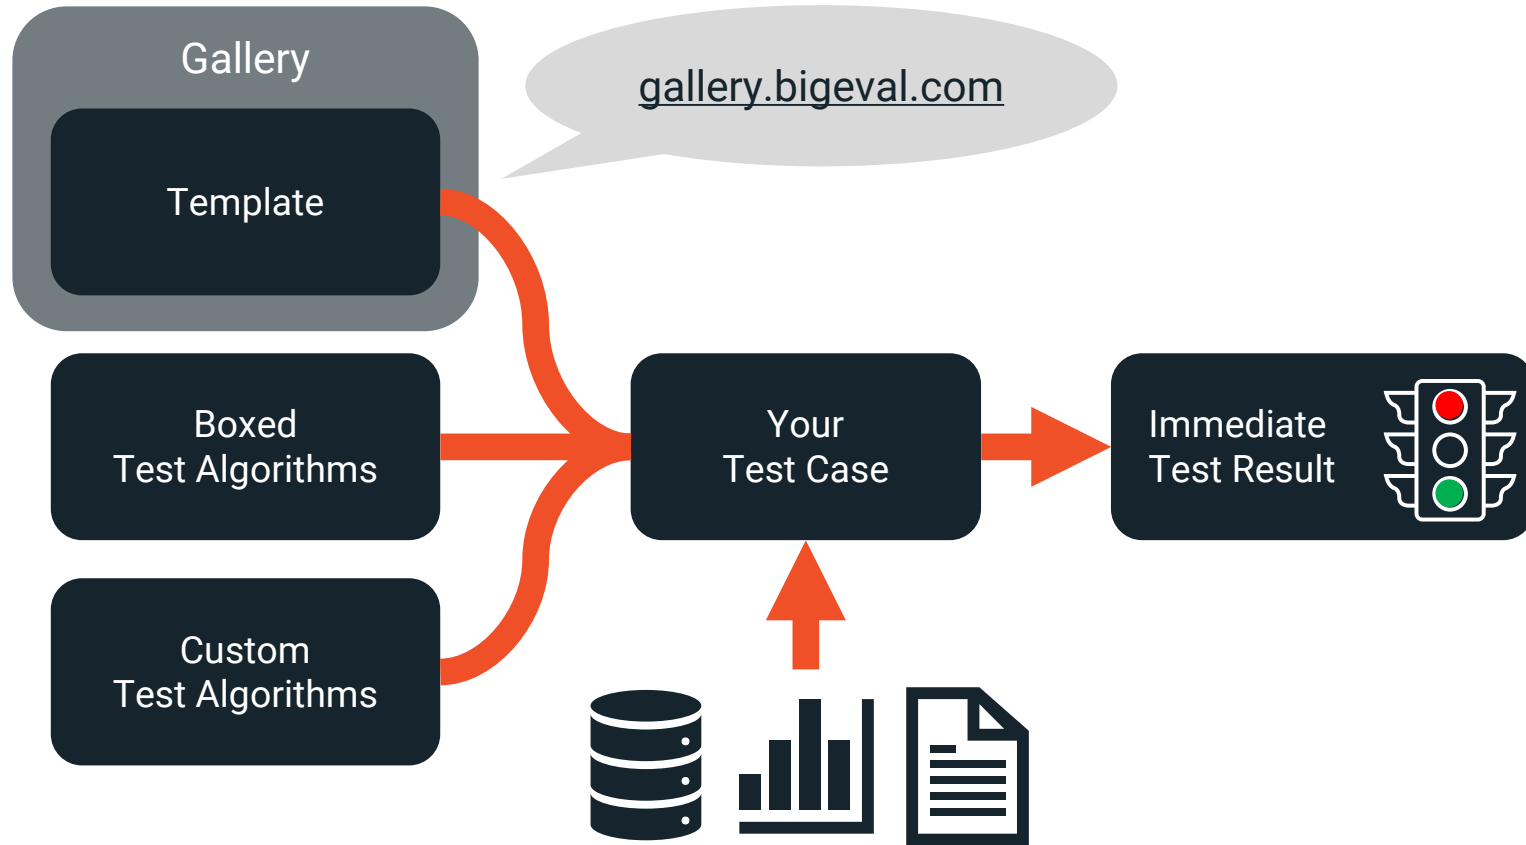 Gallery
gallery.bigeval.com
Template
Boxed
Test Algorithms
Your
Test Case
Immediate
Test Result
Custom
Test Algorithms